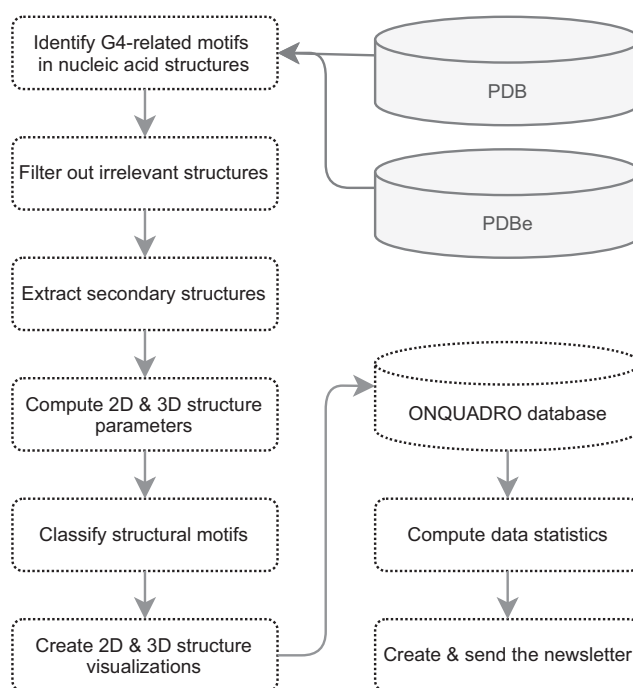 Identify G4-related motifs
in nucleic acid structures
PDB
Filter out irrelevant structures
PDBe
Extract secondary structures
Compute 2D & 3D structure
parameters
ONQUADRO database
Classify structural motifs
Compute data statistics
Create 2D & 3D structure
visualizations
Create & send the newsletter